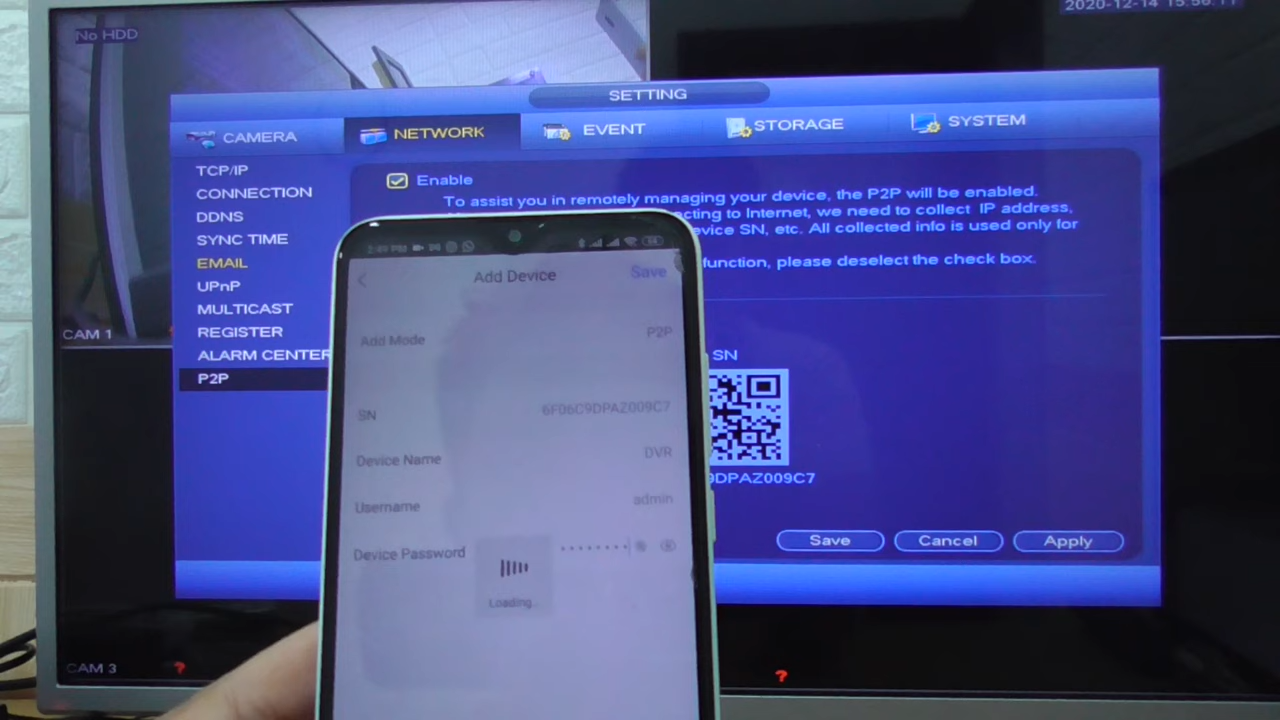 No HDD
2020-12-14
SETTING
CAMERA
NETWORK
EVENT
STORAGE
SYSTEM
TCP/IP
CONNECTION
DDNS
SYNC TIME
EMAIL
UPnP
MULTICAST
REGISTER
ALARM CENTER
P2P
Enable
To assist you in remotely managing your device, the P2P will be enabled.
to Internet, we need to collect IP address,
SN, etc. All collected info is used only for
function, please deselect the check box.
SN
9DPAZ009C7
Save
Cancel
Apply
CAM 1
CAM 3
?
?
2:49 PM
Add Device
Save
Add Mode
P2P
SN
6F06C9DPAZ009C7
Device Name
DVR
Username
admin
Device Password
Loading..